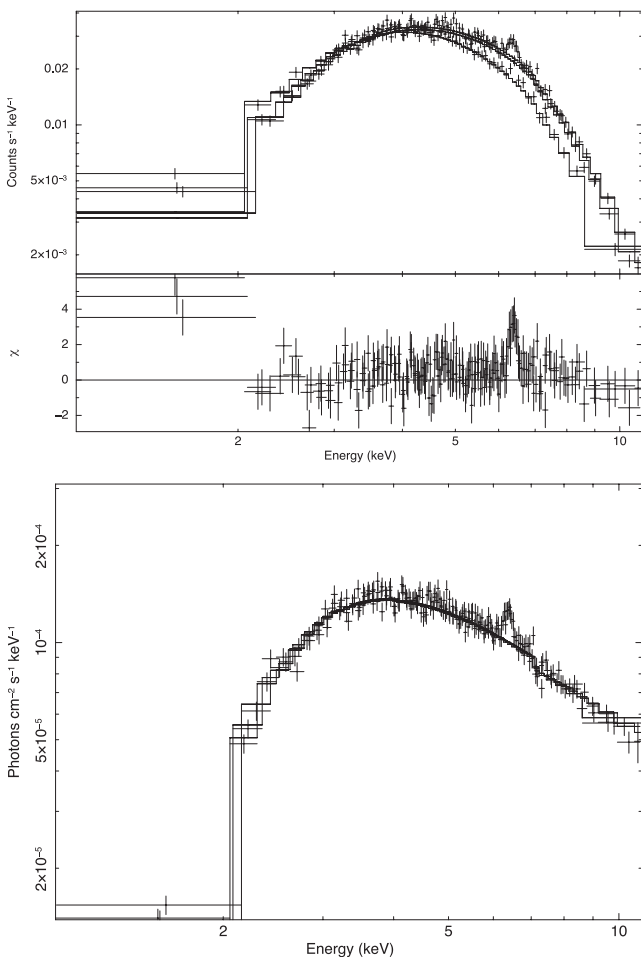 0.02
0.01
Counts s⁻¹ keV⁻¹
5×10⁻³
2×10⁻³
4
2
χ
0
−2
2 5 10
Energy (keV)
2×10⁻⁴
10⁻⁴
Photons cm⁻² s⁻¹ keV⁻¹
5×10⁻⁵
2×10⁻⁵
2 5 10
Energy (keV)